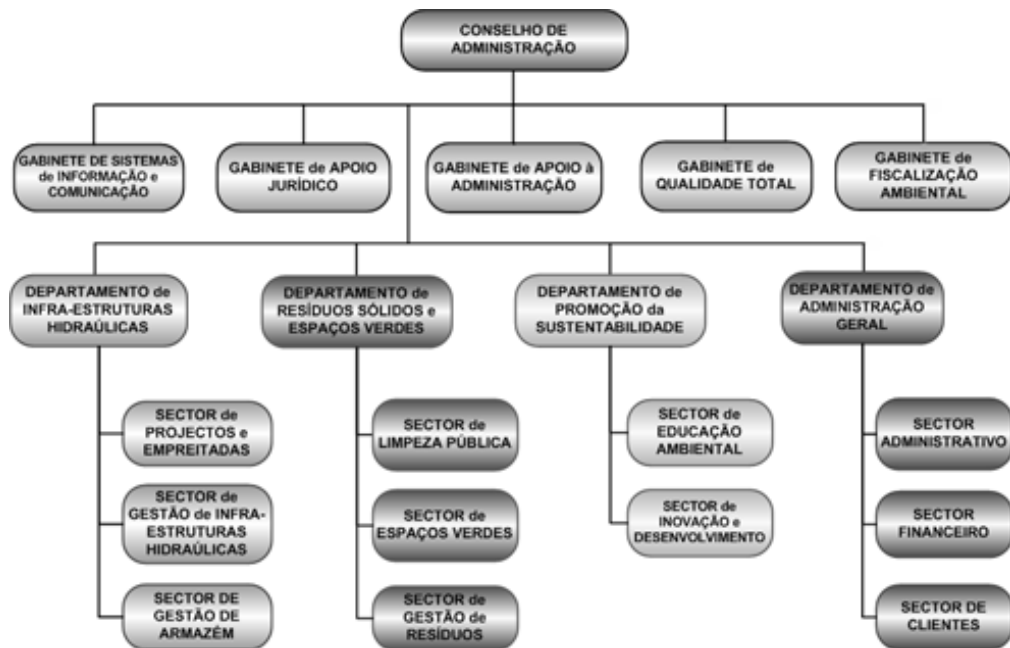 CONSELHO DE
ADMINISTRAÇÃO
GABINETE DE SISTEMAS
de INFORMAÇÃO e
COMUNICAÇÃO
GABINETE de APOIO
JURÍDICO
GABINETE de APOIO à
ADMINISTRAÇÃO
GABINETE de
QUALIDADE TOTAL
GABINETE de
FISCALIZAÇÃO
AMBIENTAL
DEPARTAMENTO de
INFRA-ESTRUTURAS
HIDRAÚLICAS
DEPARTAMENTO de
RESÍDUOS SÓLIDOS e
ESPAÇOS VERDES
DEPARTAMENTO de
PROMOÇÃO da
SUSTENTABILIDADE
DEPARTAMENTO de
ADMINISTRAÇÃO
GERAL
SECTOR de
PROJECTOS e
EMPREITADAS
SECTOR de
GESTÃO de INFRA-
ESTRUTURAS
HIDRAÚLICAS
SECTOR DE
GESTÃO DE
ARMAZÉM
SECTOR de
LIMPEZA PÚBLICA
SECTOR de
ESPAÇOS VERDES
SECTOR de
GESTÃO de
RESÍDUOS
SECTOR de
EDUCAÇÃO
AMBIENTAL
SECTOR de
INOVAÇÃO e
DESENVOLVIMENTO
SECTOR
ADMINISTRATIVO
SECTOR
FINANCEIRO
SECTOR DE
CLIENTES